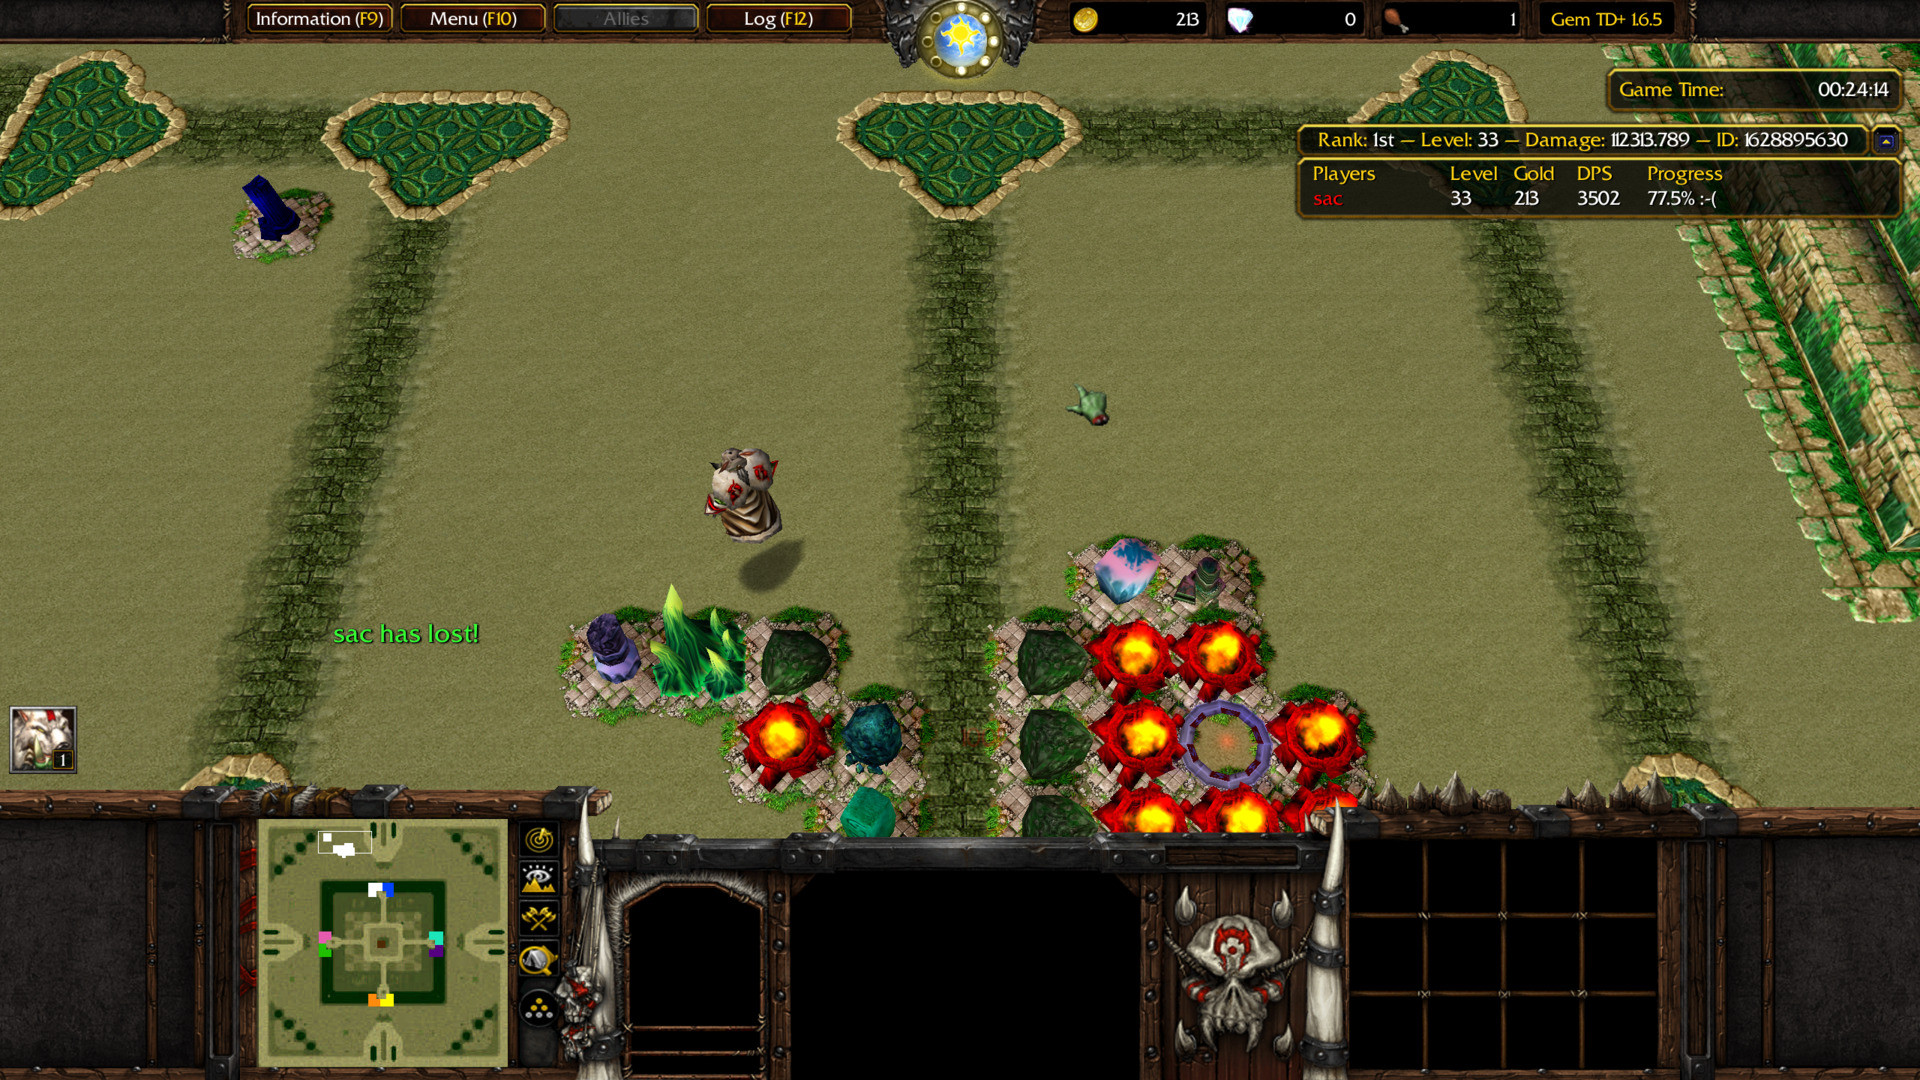 Information (F9) Menu (F10) Allies Log (F12) 213 0 1 Gem TD+ 1.6.5
Game Time: 00:24:14
Rank: 1st — Level: 33 — Damage: 112313.789 — ID: 1628895630
Players Level Gold DPS Progress
sac 33 213 3502 77.5% :-(
sac has lost!
1